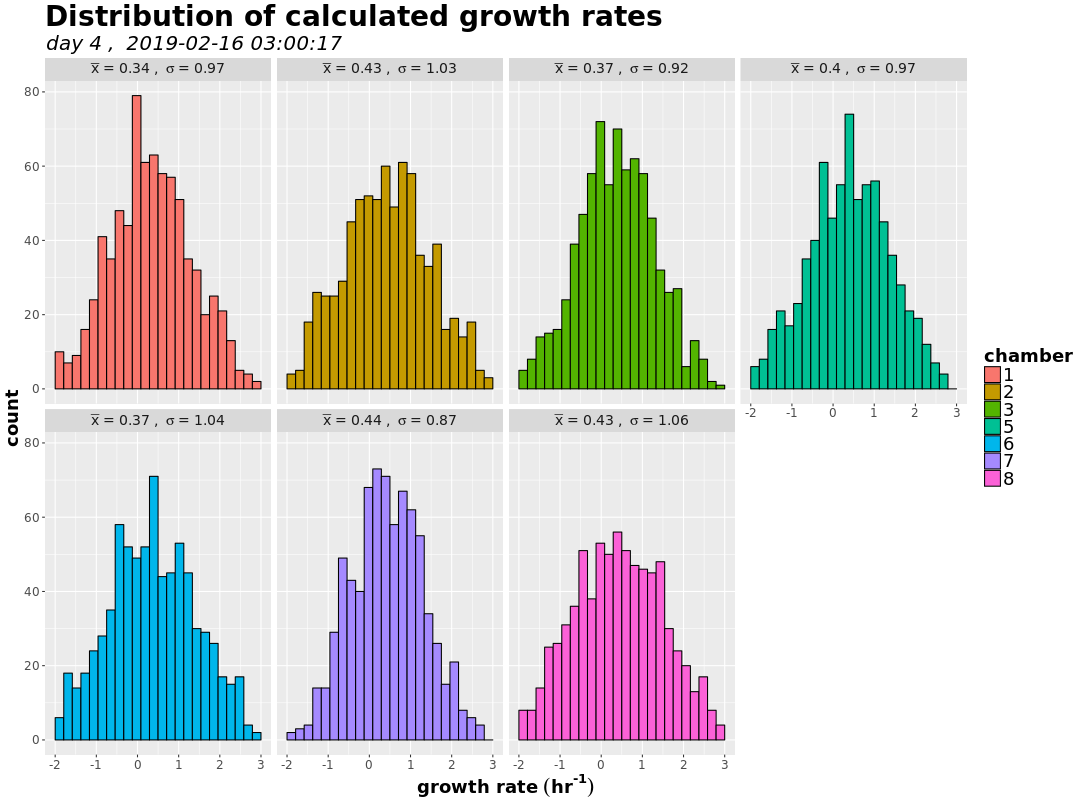 Distribution of calculated growth rates
day 4 , 2019-02-16 03:00:17
x̅ = 0.34 , σ = 0.97
x̅ = 0.43 , σ = 1.03
x̅ = 0.37 , σ = 0.92
x̅ = 0.4 , σ = 0.97
80
60
40
20
0
-2 -1 0 1 2 3
x̅ = 0.37 , σ = 1.04
x̅ = 0.44 , σ = 0.87
x̅ = 0.43 , σ = 1.06
80
60
40
20
0
-2 -1 0 1 2 3
-2 -1 0 1 2 3
-2 -1 0 1 2 3
count
growth rate (hr⁻¹)
chamber
1
2
3
5
6
7
8